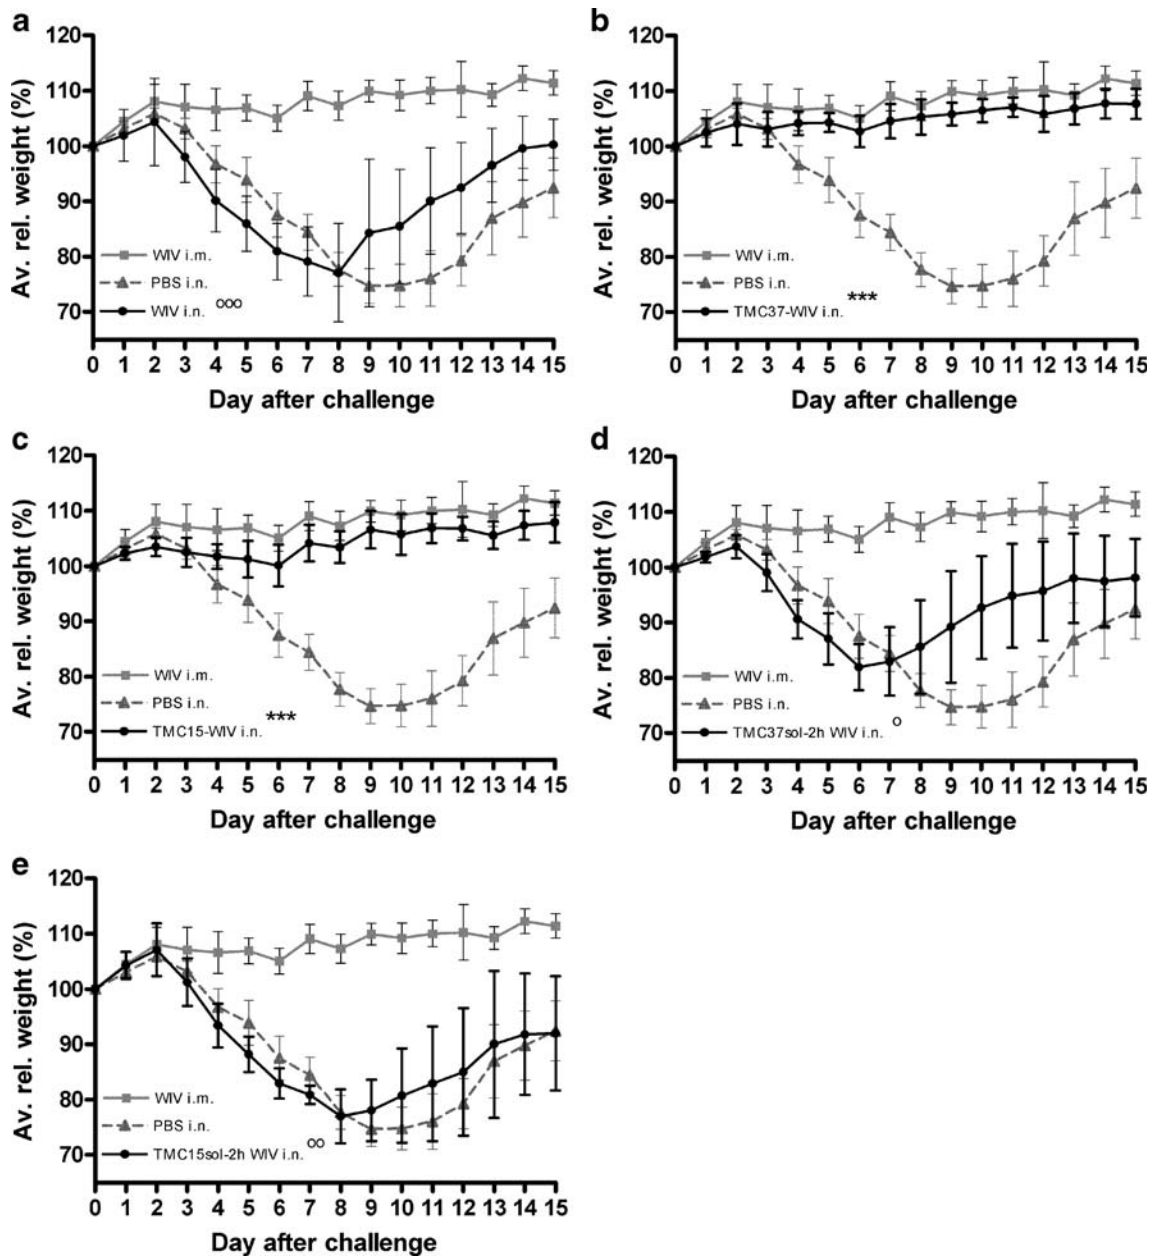 a
120
110
100
90
80
70
Av. rel. weight (%)
WIV i.m.
PBS i.n.
WIV i.n.
ooo
0 1 2 3 4 5 6 7 8 9 10 11 12 13 14 15
Day after challenge
b
120
110
100
90
80
70
Av. rel. weight (%)
WIV i.m.
PBS i.n.
TMC37-WIV i.n.
***
0 1 2 3 4 5 6 7 8 9 10 11 12 13 14 15
Day after challenge
c
120
110
100
90
80
70
Av. rel. weight (%)
WIV i.m.
PBS i.n.
TMC15-WIV i.n.
***
0 1 2 3 4 5 6 7 8 9 10 11 12 13 14 15
Day after challenge
d
120
110
100
90
80
70
Av. rel. weight (%)
WIV i.m.
PBS i.n.
TMC37sol-2h WIV i.n.
o
0 1 2 3 4 5 6 7 8 9 10 11 12 13 14 15
Day after challenge
e
120
110
100
90
80
70
Av. rel. weight (%)
WIV i.m.
PBS i.n.
TMC15sol-2h WIV i.n.
oo
0 1 2 3 4 5 6 7 8 9 10 11 12 13 14 15
Day after challenge